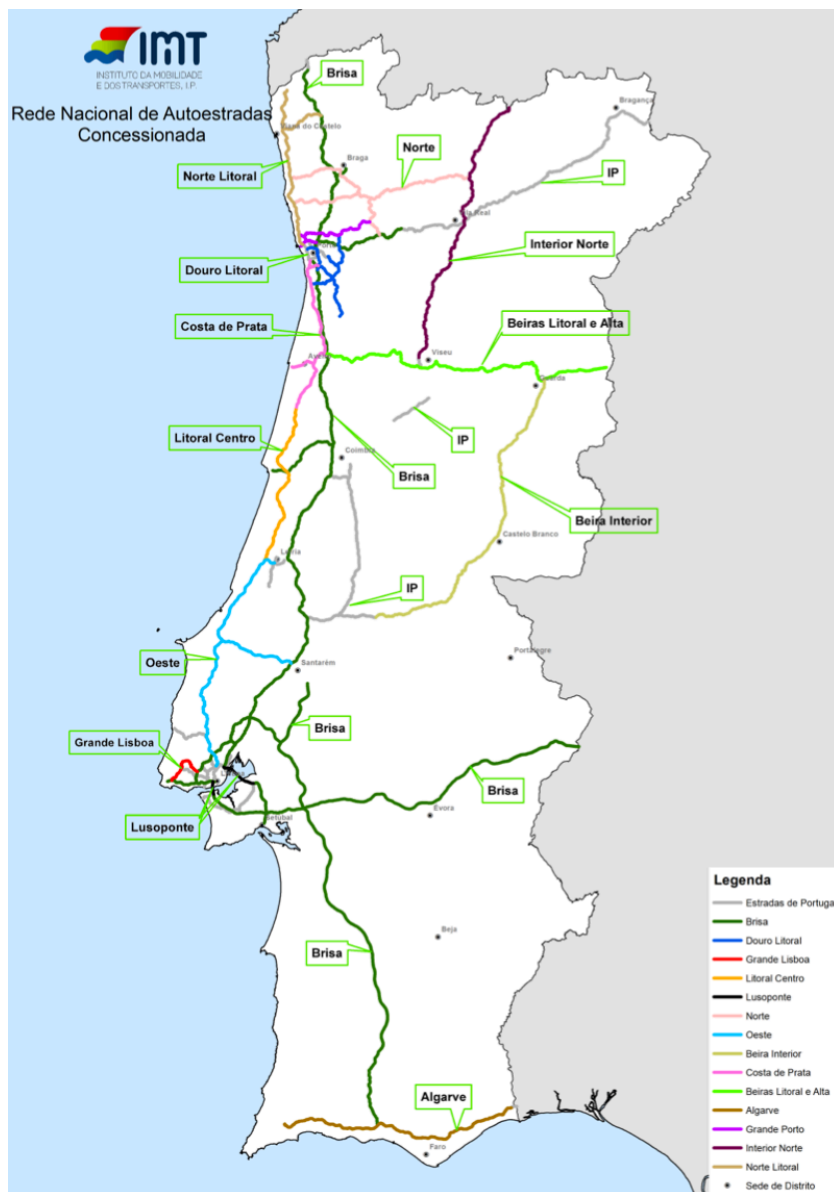 IMT
INSTITUTO DA MOBILIDADE
E DOS TRANSPORTES, I.P.
Rede Nacional de Autoestradas
Concessionada
Brisa
Bragança
Viana do Castelo
Norte
Braga
Norte Litoral
IP
Vila Real
Interior Norte
Douro Litoral
Costa de Prata
Beiras Litoral e Alta
Viseu
Guarda
Litoral Centro
IP
Coimbra
Brisa
Beira Interior
Castelo Branco
Leiria
IP
Oeste
Santarém
Portalegre
Brisa
Grande Lisboa
Brisa
Lusoponte
Évora
Setúbal
Legenda
Estradas de Portuga
Brisa
Douro Litoral
Grande Lisboa
Litoral Centro
Lusoponte
Norte
Oeste
Beira Interior
Costa de Prata
Beiras Litoral e Alta
Algarve
Grande Porto
Interior Norte
Norte Litoral
Sede de Distrito
Beja
Brisa
Algarve
Faro